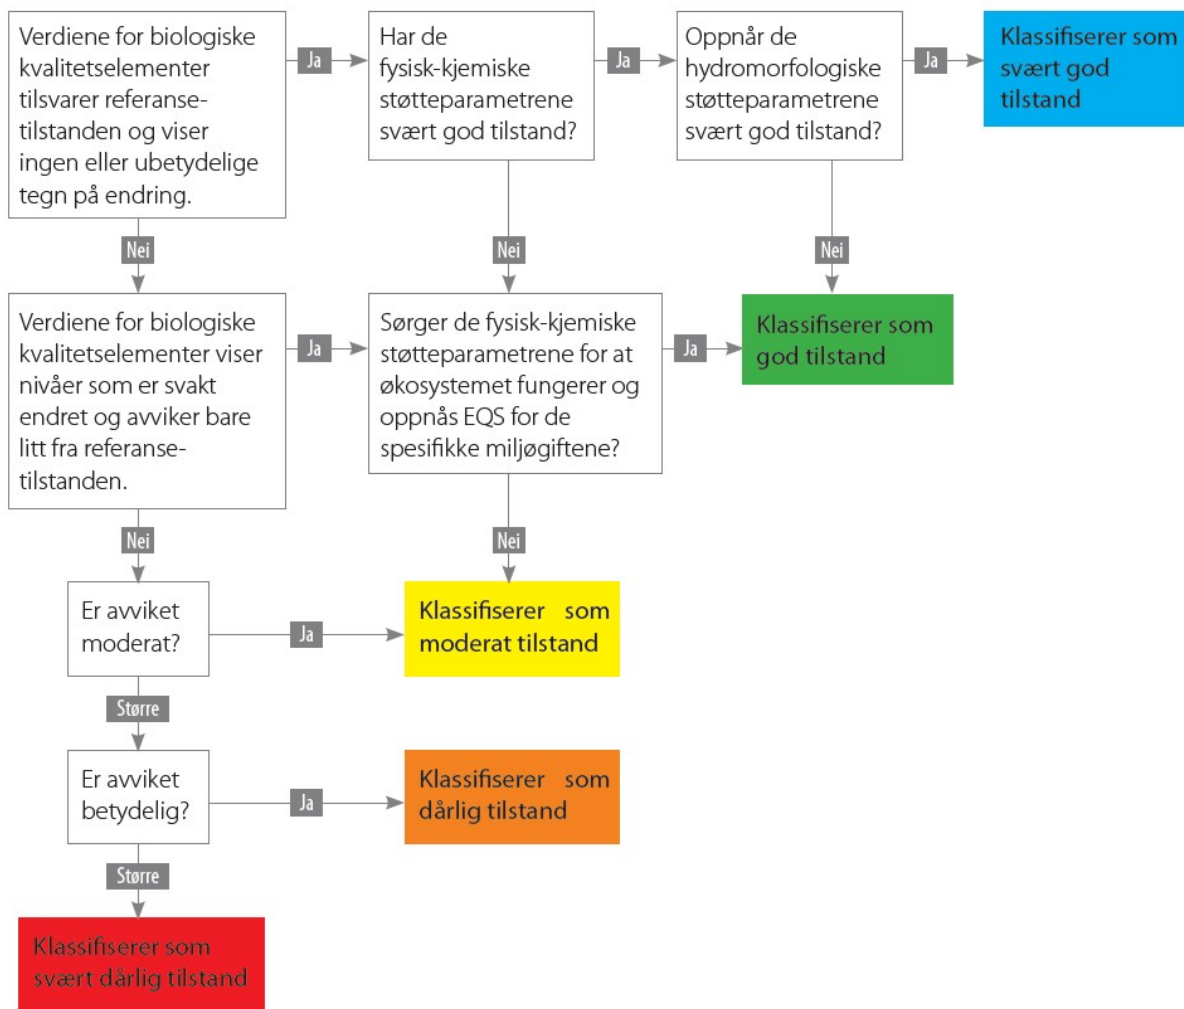 Verdiene for biologiske
kvalitetselementer
tilsvarer referanse-
tilstanden og viser
ingen eller ubetydelige
tegn på endring.
Ja
Har de
fysisk-kjemiske
støtteparametrene
svært god tilstand?
Ja
Oppnår de
hydromorfologiske
støtteparametrene
svært god tilstand?
Ja
Klassifiserer som
svært god
tilstand
Nei
Nei
Nei
Verdiene for biologiske
kvalitetselementer viser
nivåer som er svakt
endret og avviker bare
litt fra referanse-
tilstanden.
Ja
Sørger de fysisk-kjemiske
støtteparametrene for at
økosystemet fungerer og
oppnås EQS for de
spesifikke miljøgiftene?
Ja
Klassifiserer som
god tilstand
Nei
Nei
Er avviket
moderat?
Ja
Klassifiserer som
moderat tilstand
Større
Er avviket
betydelig?
Ja
Klassifiserer som
dårlig tilstand
Større
Klassifiserer som
svært dårlig tilstand